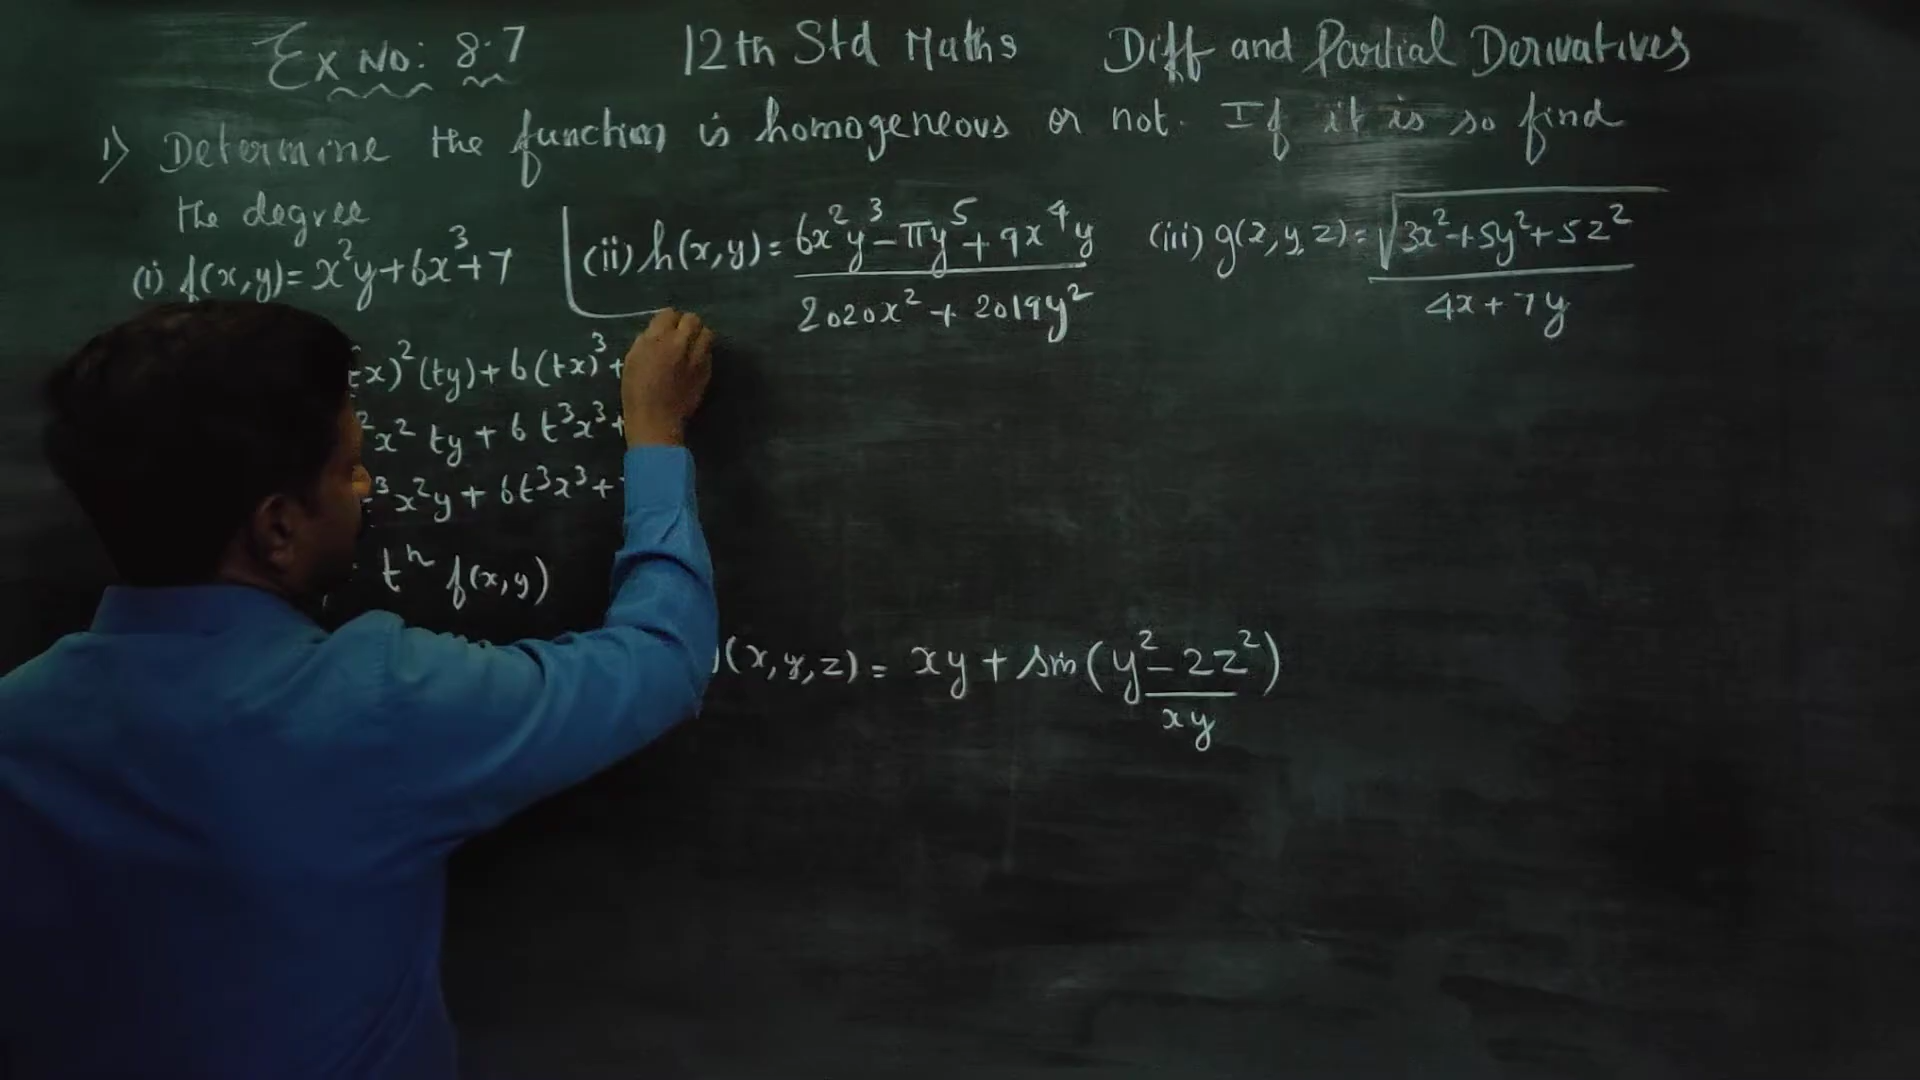 Ex No: 8.7 12th Std Maths Diff and Partial Derivatives
1) Determine the function is homogeneous or not. If it is so find
the degree
(i) f(x,y)= x²y+6x³+7
(ii) h(x,y)= 6x²y³-πy⁵+9x⁴y
2020x²+2019y²
(iii) g(x,y,z)= √3x²+5y²+5z²
4x+7y
x)²(ty)+6(tx)³+
²x² ty+6 t³x³+
³x²y+6t³x³+
tⁿ f(x,y)
(x,y,z)= xy+sin(y²-2z²)
xy